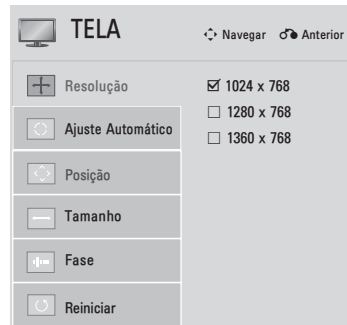 TELA
Navegar
Anterior
Resolução
Ajuste Automático
Posição
Tamanho
Fase
Reiniciar
1024 x 768
1280 x 768
1360 x 768